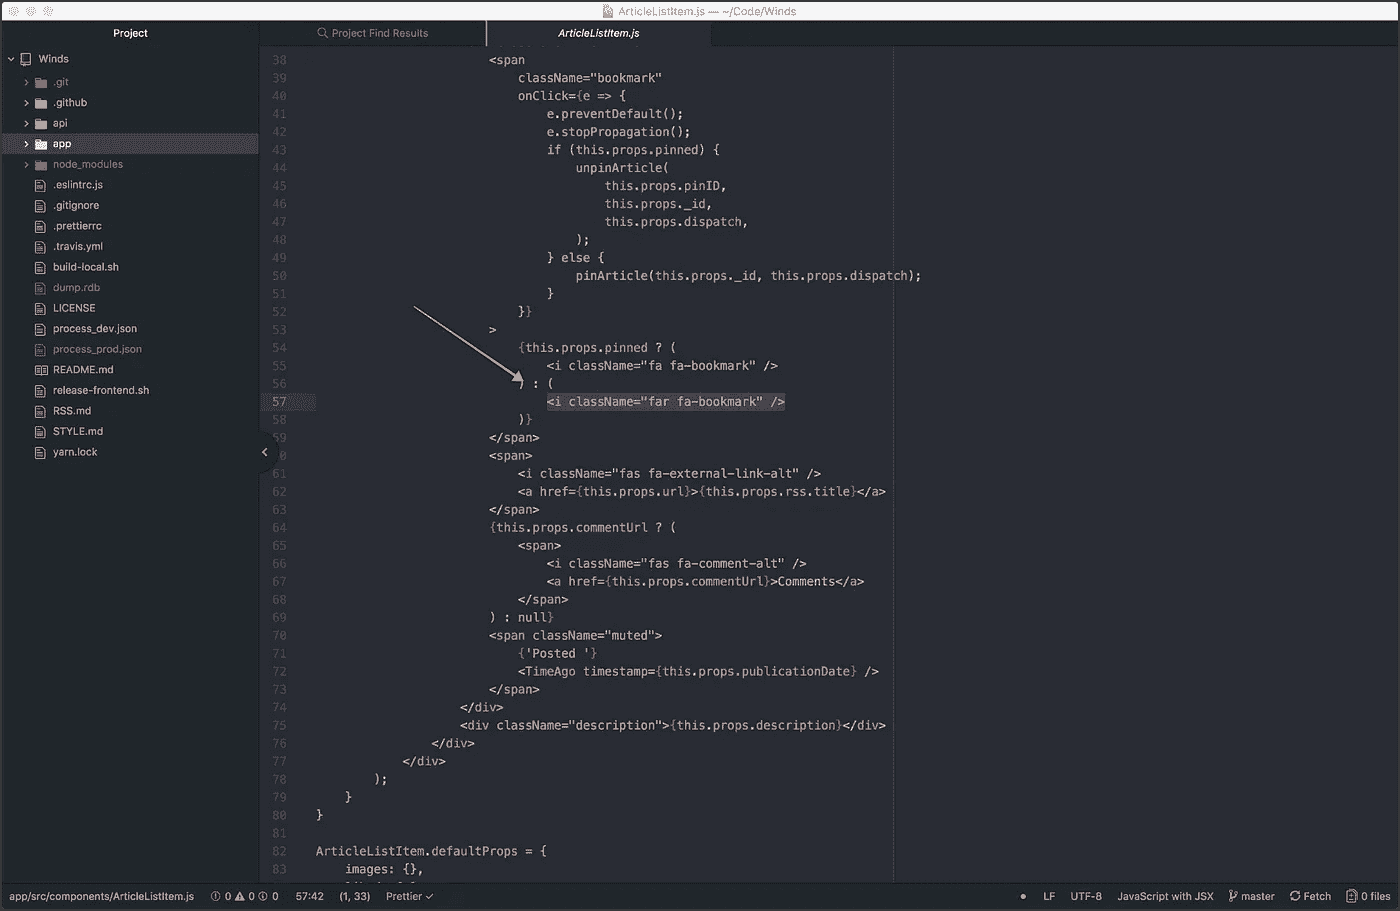 ArticleListItem.js — ~/Code/Winds
Project
Project Find Results
ArticleListItem.js
Winds
.git
.github
api
app
node_modules
.eslintrc.js
.gitignore
.prettierrc
.travis.yml
build-local.sh
dump.rdb
LICENSE
process_dev.json
process_prod.json
README.md
release-frontend.sh
RSS.md
STYLE.md
yarn.lock
38 <span
39 className="bookmark"
40 onClick={e => {
41 e.preventDefault();
42 e.stopPropagation();
43 if (this.props.pinned) {
44 unpinArticle(
45 this.props.pinID,
46 this.props._id,
47 this.props.dispatch,
48 );
49 } else {
50 pinArticle(this.props._id, this.props.dispatch);
51 }
52 }}
53 >
54 {this.props.pinned ? (
55 <i className="fa fa-bookmark" />
56 ) : (
57 <i className="far fa-bookmark" />
58 )}
59 </span>
0 <span>
61 <i className="fas fa-external-link-alt" />
62 <a href={this.props.url}>{this.props.rss.title}</a>
63 </span>
64 {this.props.commentUrl ? (
65 <span>
66 <i className="fas fa-comment-alt" />
67 <a href={this.props.commentUrl}>Comments</a>
68 </span>
69 ) : null}
70 <span className="muted">
71 {'Posted '}
72 <TimeAgo timestamp={this.props.publicationDate} />
73 </span>
74 </div>
75 <div className="description">{this.props.description}</div>
76 </div>
77 </div>
78 );
79 }
80 }
81
82 ArticleListItem.defaultProps = {
83 images: {},
app/src/components/ArticleListItem.js 0 0 0 57:42 (1, 33) Prettier ✓ LF UTF-8 JavaScript with JSX master Fetch 0 files